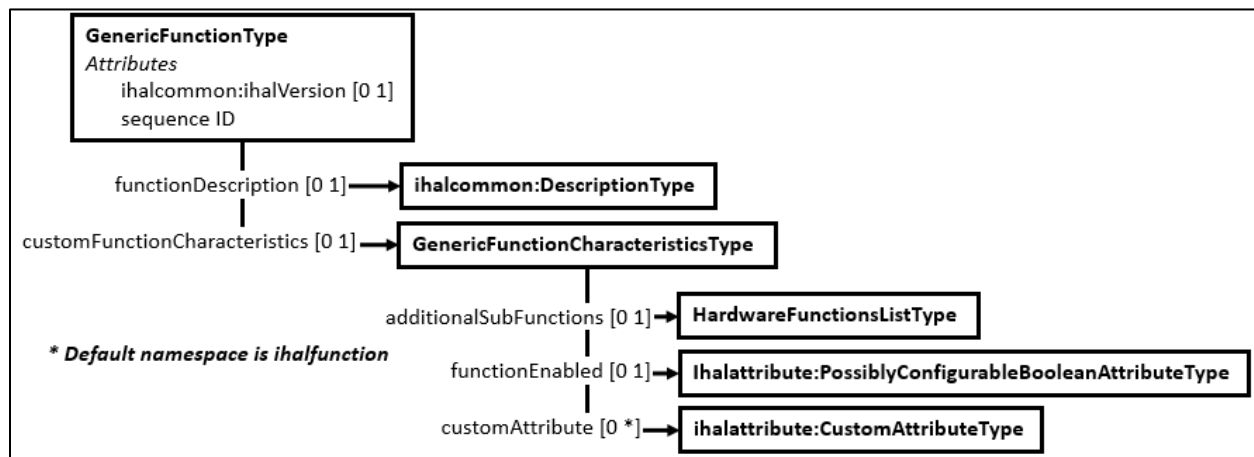 GenericFunctionType
Attributes
ihalcommon:ihalVersion [0 1]
sequence ID
functionDescription [0 1]
ihalcommon:DescriptionType
customFunctionCharacteristics [0 1]
GenericFunctionCharacteristicsType
additionalSubFunctions [0 1]
HardwareFunctionsListType
* Default namespace is ihalfunction
functionEnabled [0 1]
Ihalattribute:PossiblyConfigurableBooleanAttributeType
customAttribute [0 *]
ihalattribute:CustomAttributeType